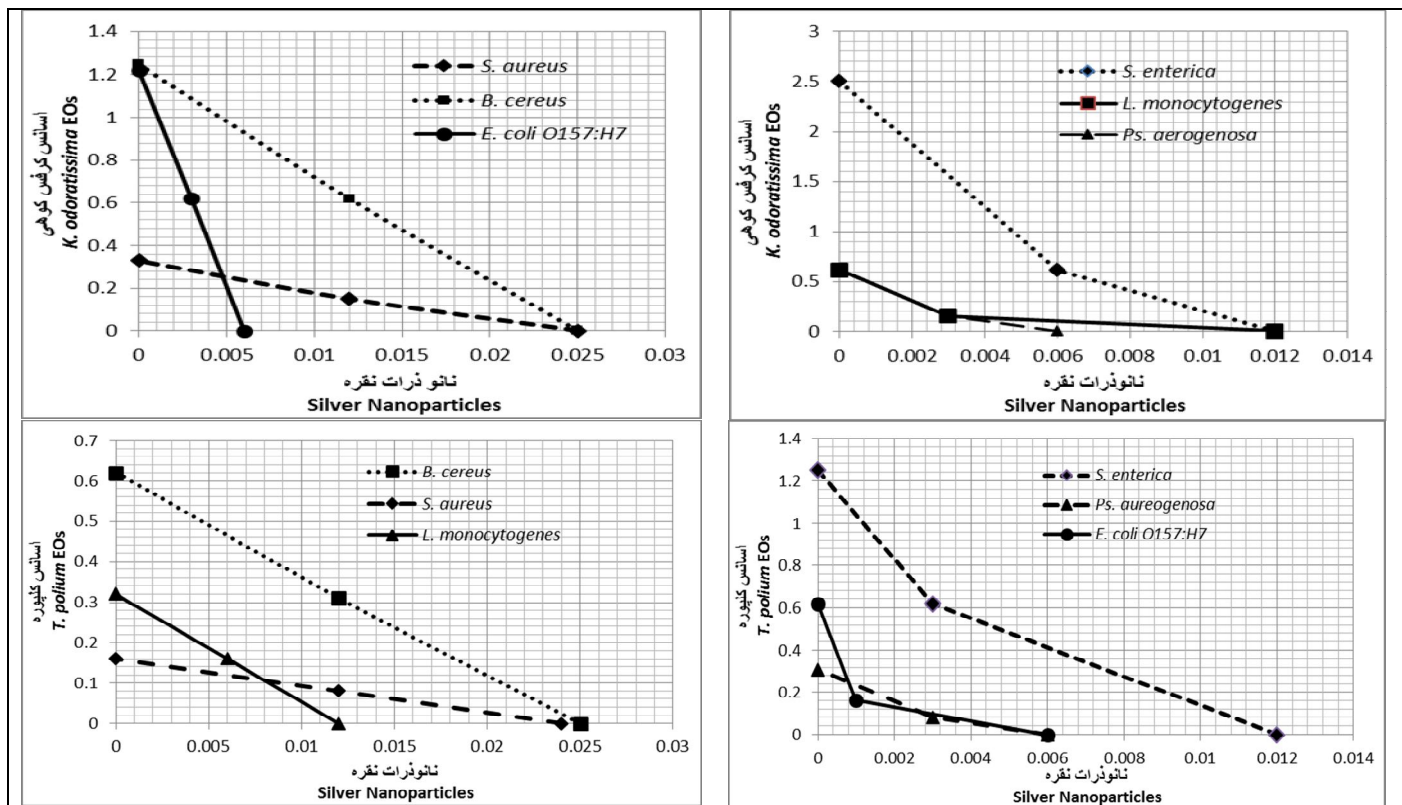 اسانس کرفس کوهی
K. odoratissima EOs
1.4
1.2
1
0.8
0.6
0.4
0.2
0
S. aureus
B. cereus
E. coli O157:H7
0 0.005 0.01 0.015 0.02 0.025 0.03
نانو ذرات نقره
Silver Nanoparticles
اسانس کرفس کوهی
K. odoratissima EOs
3
2.5
2
1.5
1
0.5
0
S. enterica
L. monocytogenes
Ps. aerogenosa
0 0.002 0.004 0.006 0.008 0.01 0.012 0.014
نانوذرات نقره
Silver Nanoparticles
اسانس کلپوره
T. polium EOs
0.7
0.6
0.5
0.4
0.3
0.2
0.1
0
B. cereus
S. aureus
L. monocytogenes
0 0.005 0.01 0.015 0.02 0.025 0.03
نانوذرات نقره
Silver Nanoparticles
اسانس کلپوره
T. polium EOs
1.4
1.2
1
0.8
0.6
0.4
0.2
0
S. enterica
Ps. aureogenosa
E. coli O157:H7
0 0.002 0.004 0.006 0.008 0.01 0.012 0.014
نانوذرات نقره
Silver Nanoparticles